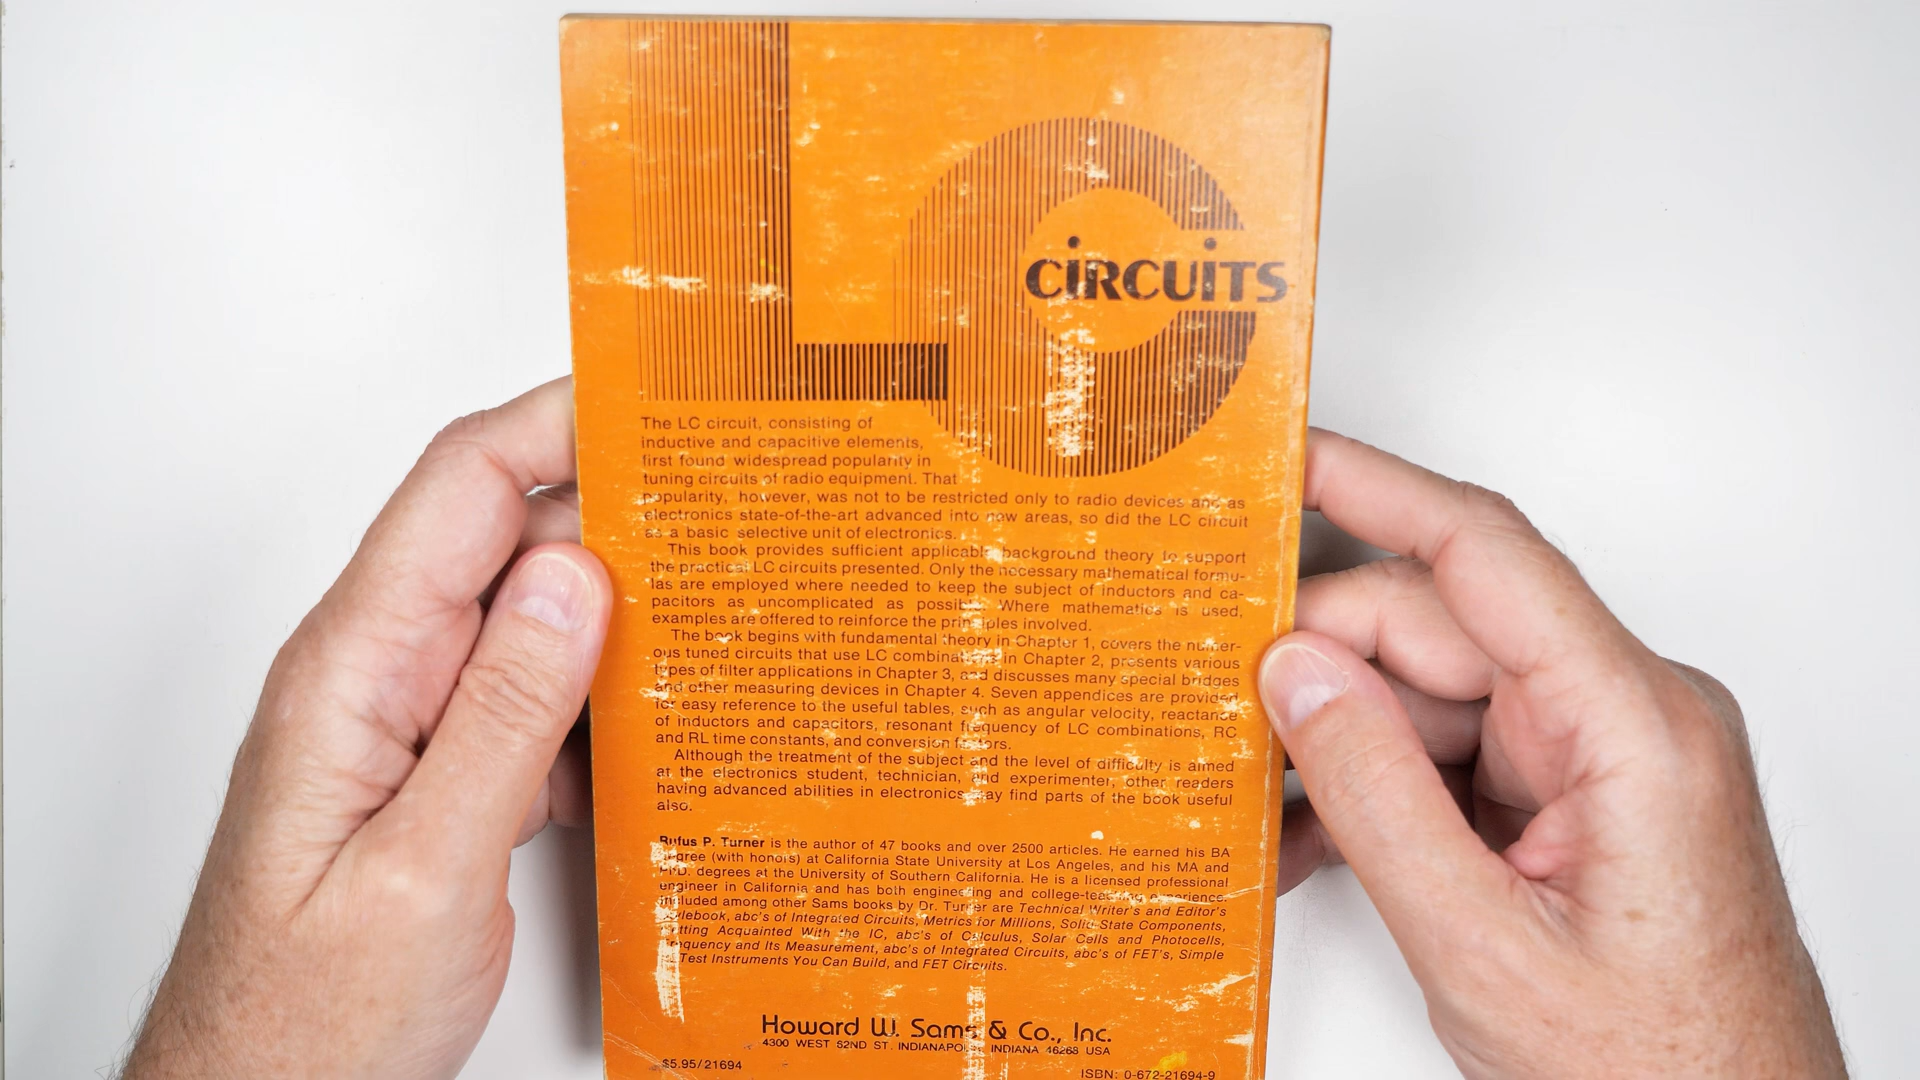 LC
CIRCUITS
The LC circuit, consisting of
inductive and capacitive elements,
first found widespread popularity in
tuning circuits of radio equipment. That
popularity, however, was not to be restricted only to radio devices and as
electronics state-of-the-art advanced into new areas, so did the LC circuit
as a basic selective unit of electronics.
This book provides sufficient applicable background theory to support
the practical LC circuits presented. Only the necessary mathematical formu-
las are employed where needed to keep the subject of inductors and ca-
pacitors as uncomplicated as possible. Where mathematics is used,
examples are offered to reinforce the principles involved.
The book begins with fundamental theory in Chapter 1, covers the numer-
ous tuned circuits that use LC combinations in Chapter 2, presents various
types of filter applications in Chapter 3, and discusses many special bridges
and other measuring devices in Chapter 4. Seven appendices are provided
for easy reference to the useful tables, such as angular velocity, reactance
of inductors and capacitors, resonant frequency of LC combinations, RC
and RL time constants, and conversion factors.
Although the treatment of the subject and the level of difficulty is aimed
at the electronics student, technician, and experimenter, other readers
having advanced abilities in electronics may find parts of the book useful
also.
Rufus P. Turner is the author of 47 books and over 2500 articles. He earned his BA
degree (with honors) at California State University at Los Angeles, and his MA and
PhD. degrees at the University of Southern California. He is a licensed professional
engineer in California and has both engineering and college-teaching experience.
Included among other Sams books by Dr. Turner are Technical Writer's and Editor's
Stylebook, abc's of Integrated Circuits, Metrics for Millions, Solid-State Components,
Getting Acquainted With the IC, abc's of Calculus, Solar Cells and Photocells,
Frequency and Its Measurement, abc's of Integrated Circuits, abc's of FET's, Simple
Test Instruments You Can Build, and FET Circuits.
Howard W. Sams & Co., Inc.
4300 WEST 62ND ST. INDIANAPOLIS, INDIANA 46268 USA
$5.95/21694
ISBN: 0-672-21694-9